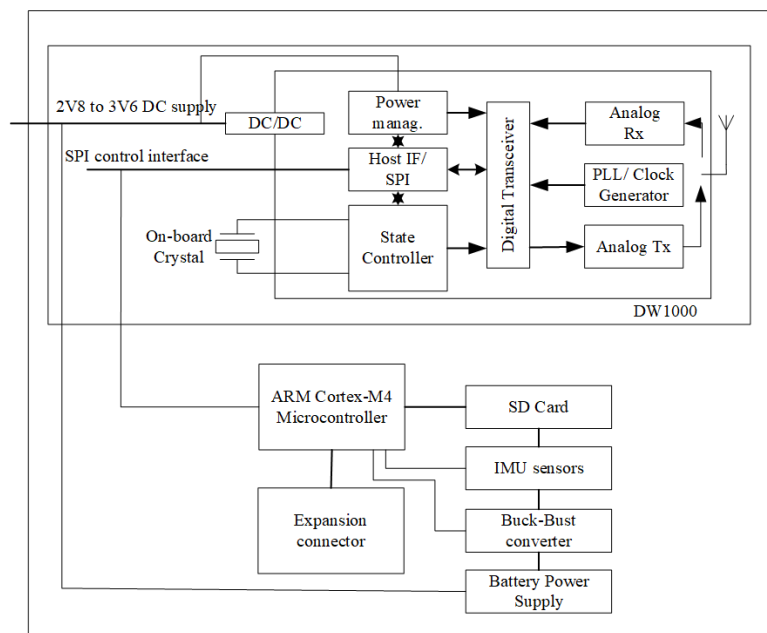 2V8 to 3V6 DC supply
DC/DC
Power
manag.
Analog
Rx
SPI control interface
Host IF/
SPI
Digital Transceiver
PLL/ Clock
Generator
On-board
Crystal
State
Controller
Analog Tx
DW1000
ARM Cortex-M4
Microcontroller
SD Card
IMU sensors
Expansion
connector
Buck-Bust
converter
Battery Power
Supply